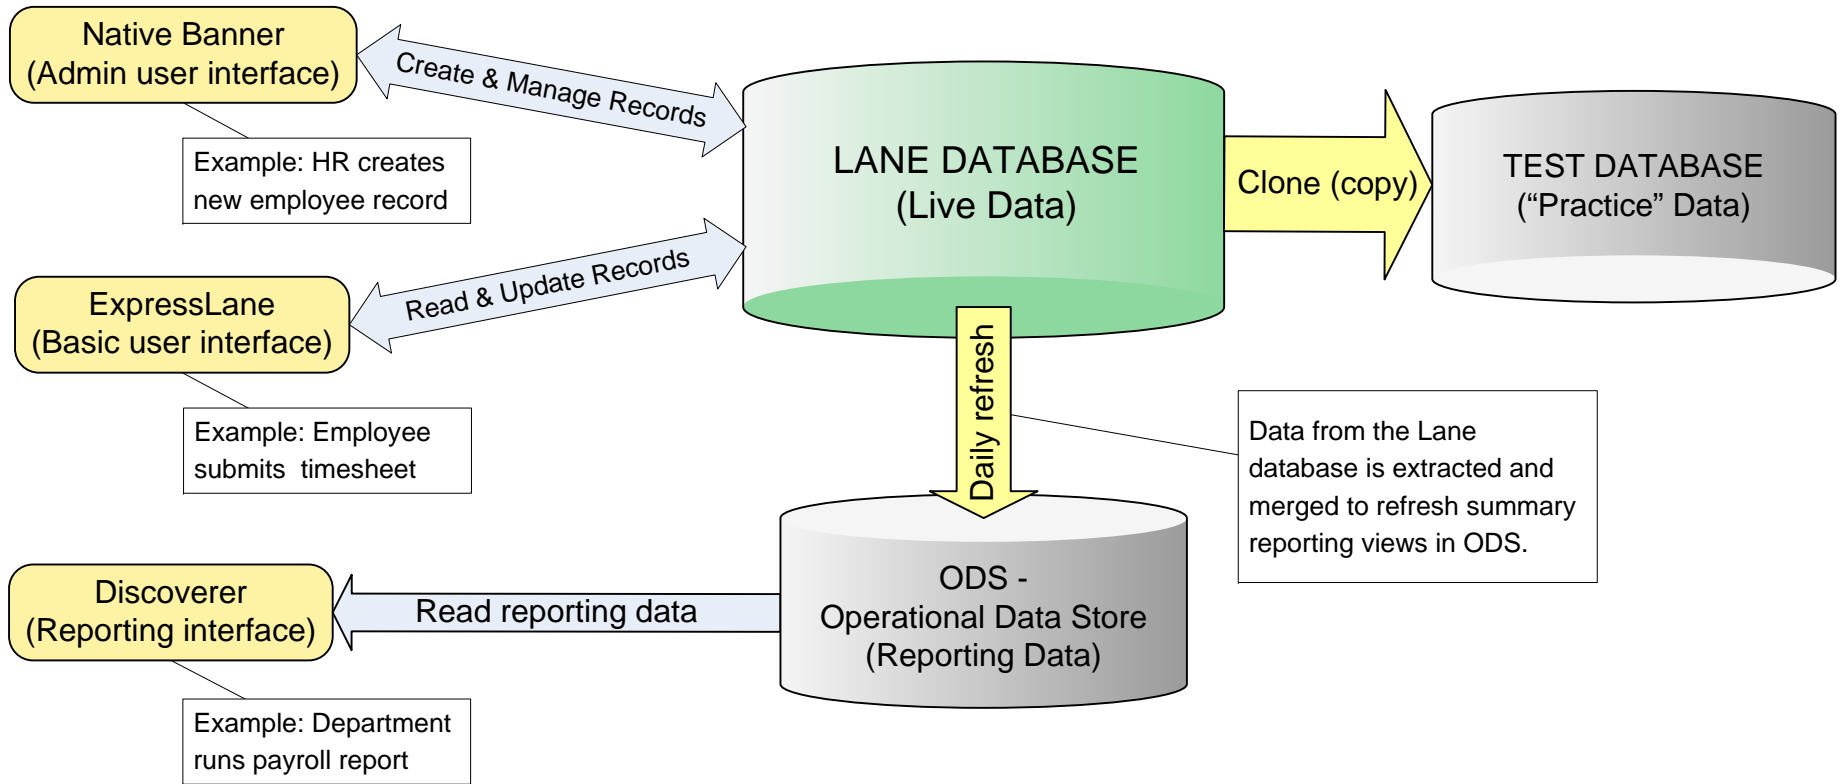 Native Banner
(Admin user interface)
Create & Manage Records
Example: HR creates
new employee record
LANE DATABASE
(Live Data)
Clone (copy)
TEST DATABASE
(“Practice” Data)
ExpressLane
(Basic user interface)
Read & Update Records
Example: Employee
submits  timesheet
Daily refresh
Data from the Lane
database is extracted and
merged to refresh summary
reporting views in ODS.
Discoverer
(Reporting interface)
Read reporting data
ODS -
Operational Data Store
(Reporting Data)
Example: Department
runs payroll report